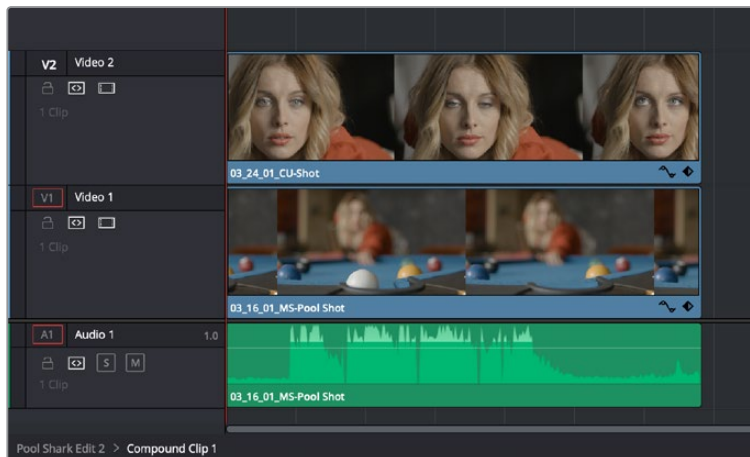 V2 Video 2
1 Clip
03_24_01_CU-Shot
V1 Video 1
1 Clip
03_16_01_MS-Pool Shot
A1 Audio 1 1.0
S M
1 Clip
03_16_01_MS-Pool Shot
Pool Shark Edit 2 > Compound Clip 1